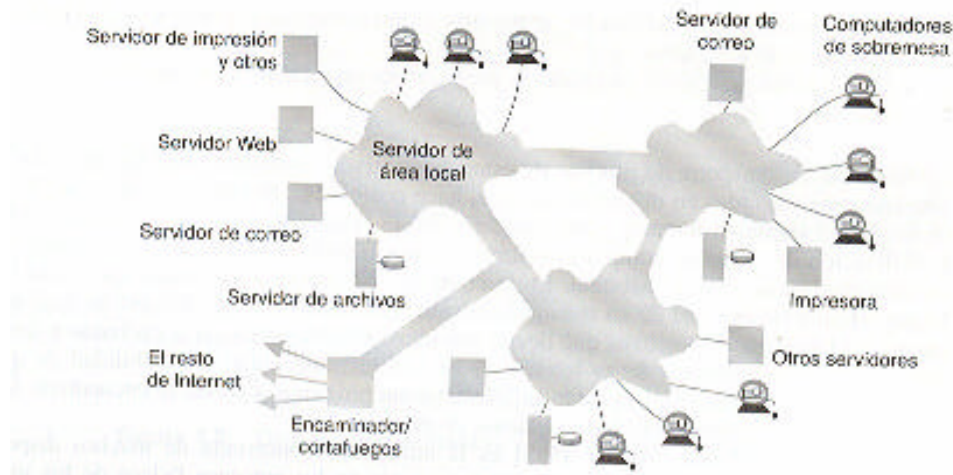 Servidor de impresión
y otros
Servidor de
correo
Computadores
de sobremesa
Servidor Web
Servidor de
área local
Servidor de correo
Servidor de archivos
Impresora
El resto
de Internet
Otros servidores
Encaminador/
cortafuegos